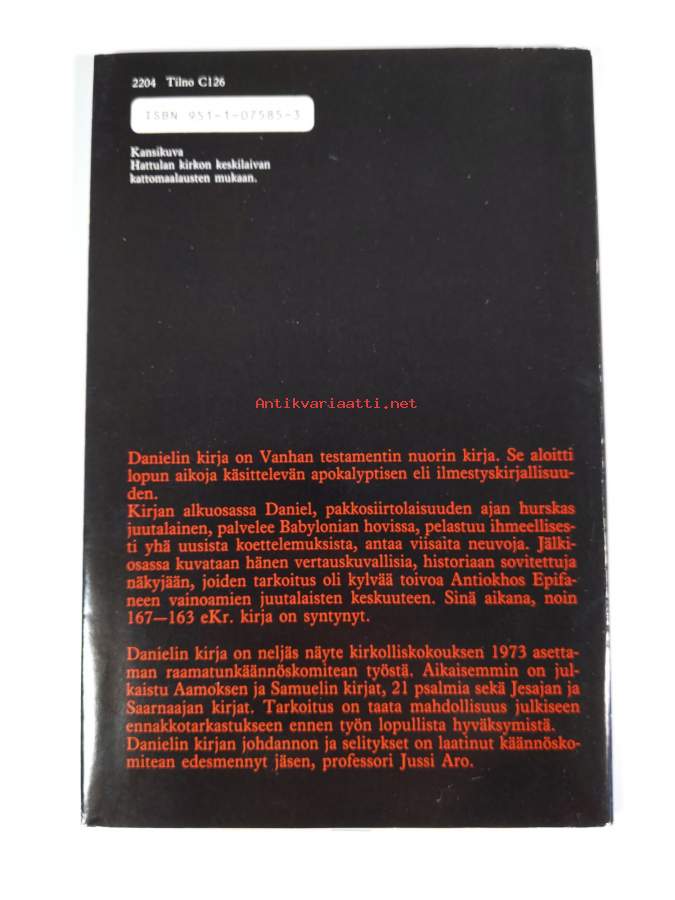 2204 Tilno C126
ISBN 951-1-07585-3
Kansikuva
Hattulan kirkon keskilaivan
kattomaalausten mukaan.
Antikvariaatti.net
Danielin kirja on Vanhan testamentin nuorin kirja. Se aloitti
lopun aikoja käsittelevän apokalyptisen eli ilmestyskirjallisuu-
den.
Kirjan alkuosassa Daniel, pakkosiirtolaisuuden ajan hurskas
juutalainen, palvelee Babylonian hovissa, pelastuu ihmeellises-
ti yhä uusista koettelemuksista, antaa viisaita neuvoja. Jälki-
osassa kuvataan hänen vertauskuvallisia, historiaan sovitettuja
näkyjään, joiden tarkoitus oli kylvää toivoa Antiokhos Epifa-
neen vainoamien juutalaisten keskuuteen. Sinä aikana, noin
167—163 eKr. kirja on syntynyt.
Danielin kirja on neljäs näyte kirkolliskokouksen 1973 asetta-
man raamatunkäännöskomitean työstä. Aikaisemmin on jul-
kaistu Aamoksen ja Samuelin kirjat, 21 psalmia sekä Jesajan ja
Saarnaajan kirjat. Tarkoitus on taata mahdollisuus julkiseen
ennakkotarkastukseen ennen työn lopullista hyväksymistä.
Danielin kirjan johdannon ja selitykset on laatinut käännösko-
mitean edesmennyt jäsen, professori Jussi Aro.